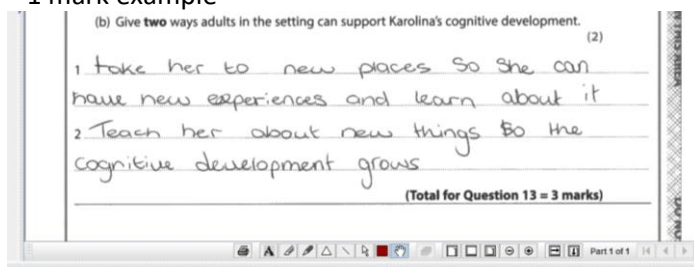 1 mark example
(b) Give two ways adults in the setting can support Karolina's cognitive development.
(2)
1 take her to new places so she can
have new experiences and learn about it
2 Teach her about new things so the
cognitive development grows
(Total for Question 13 = 3 marks)
Part 1 of 1